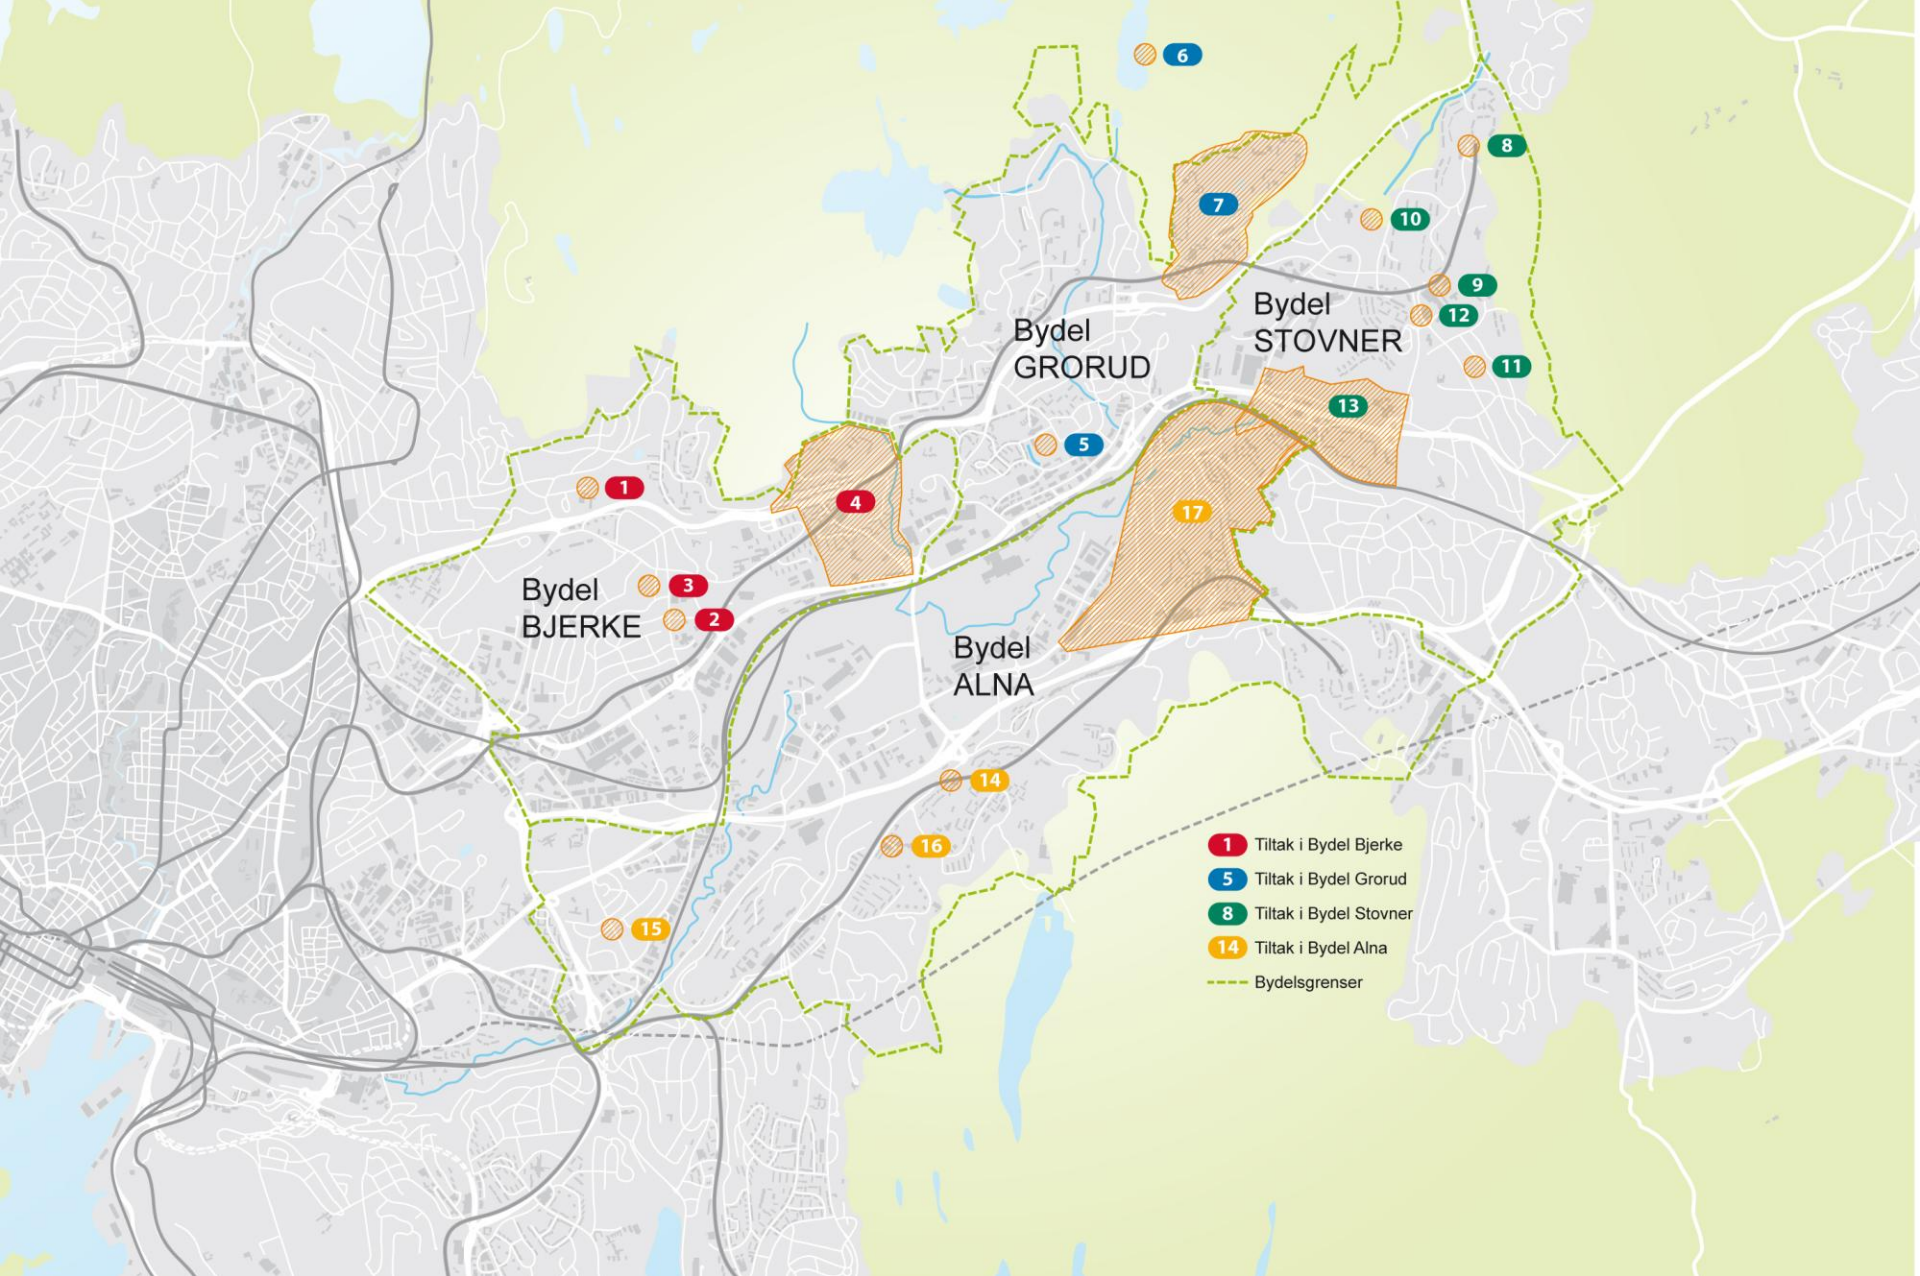 6
8
7
10
9
Bydel
STOVNER
12
Bydel
GRORUD
11
13
5
1
4
17
Bydel
BJERKE
3
2
Bydel
ALNA
14
16
15
1 Tiltak i Bydel Bjerke
5 Tiltak i Bydel Grorud
8 Tiltak i Bydel Stovner
14 Tiltak i Bydel Alna
Bydelsgrenser